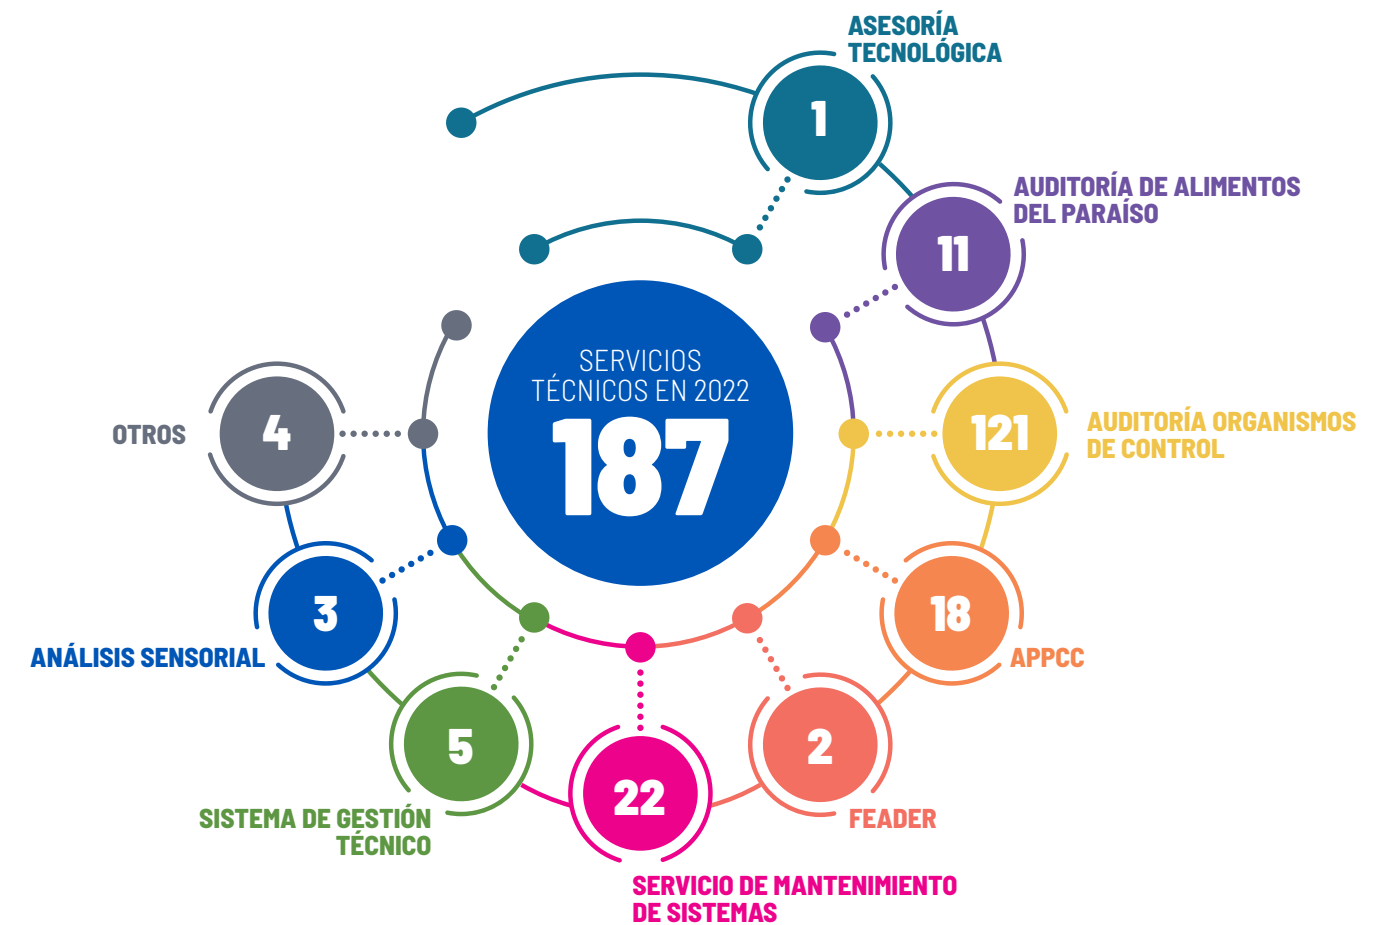 ASESORÍA
TECNOLÓGICA
1
AUDITORÍA DE ALIMENTOS
DEL PARAÍSO
11
AUDITORÍA ORGANISMOS
DE CONTROL
121
APPCC
18
FEADER
2
SERVICIO DE MANTENIMIENTO
DE SISTEMAS
22
SISTEMA DE GESTIÓN
TÉCNICO
5
ANÁLISIS SENSORIAL
3
OTROS
4
SERVICIOS
TÉCNICOS EN 2022
187